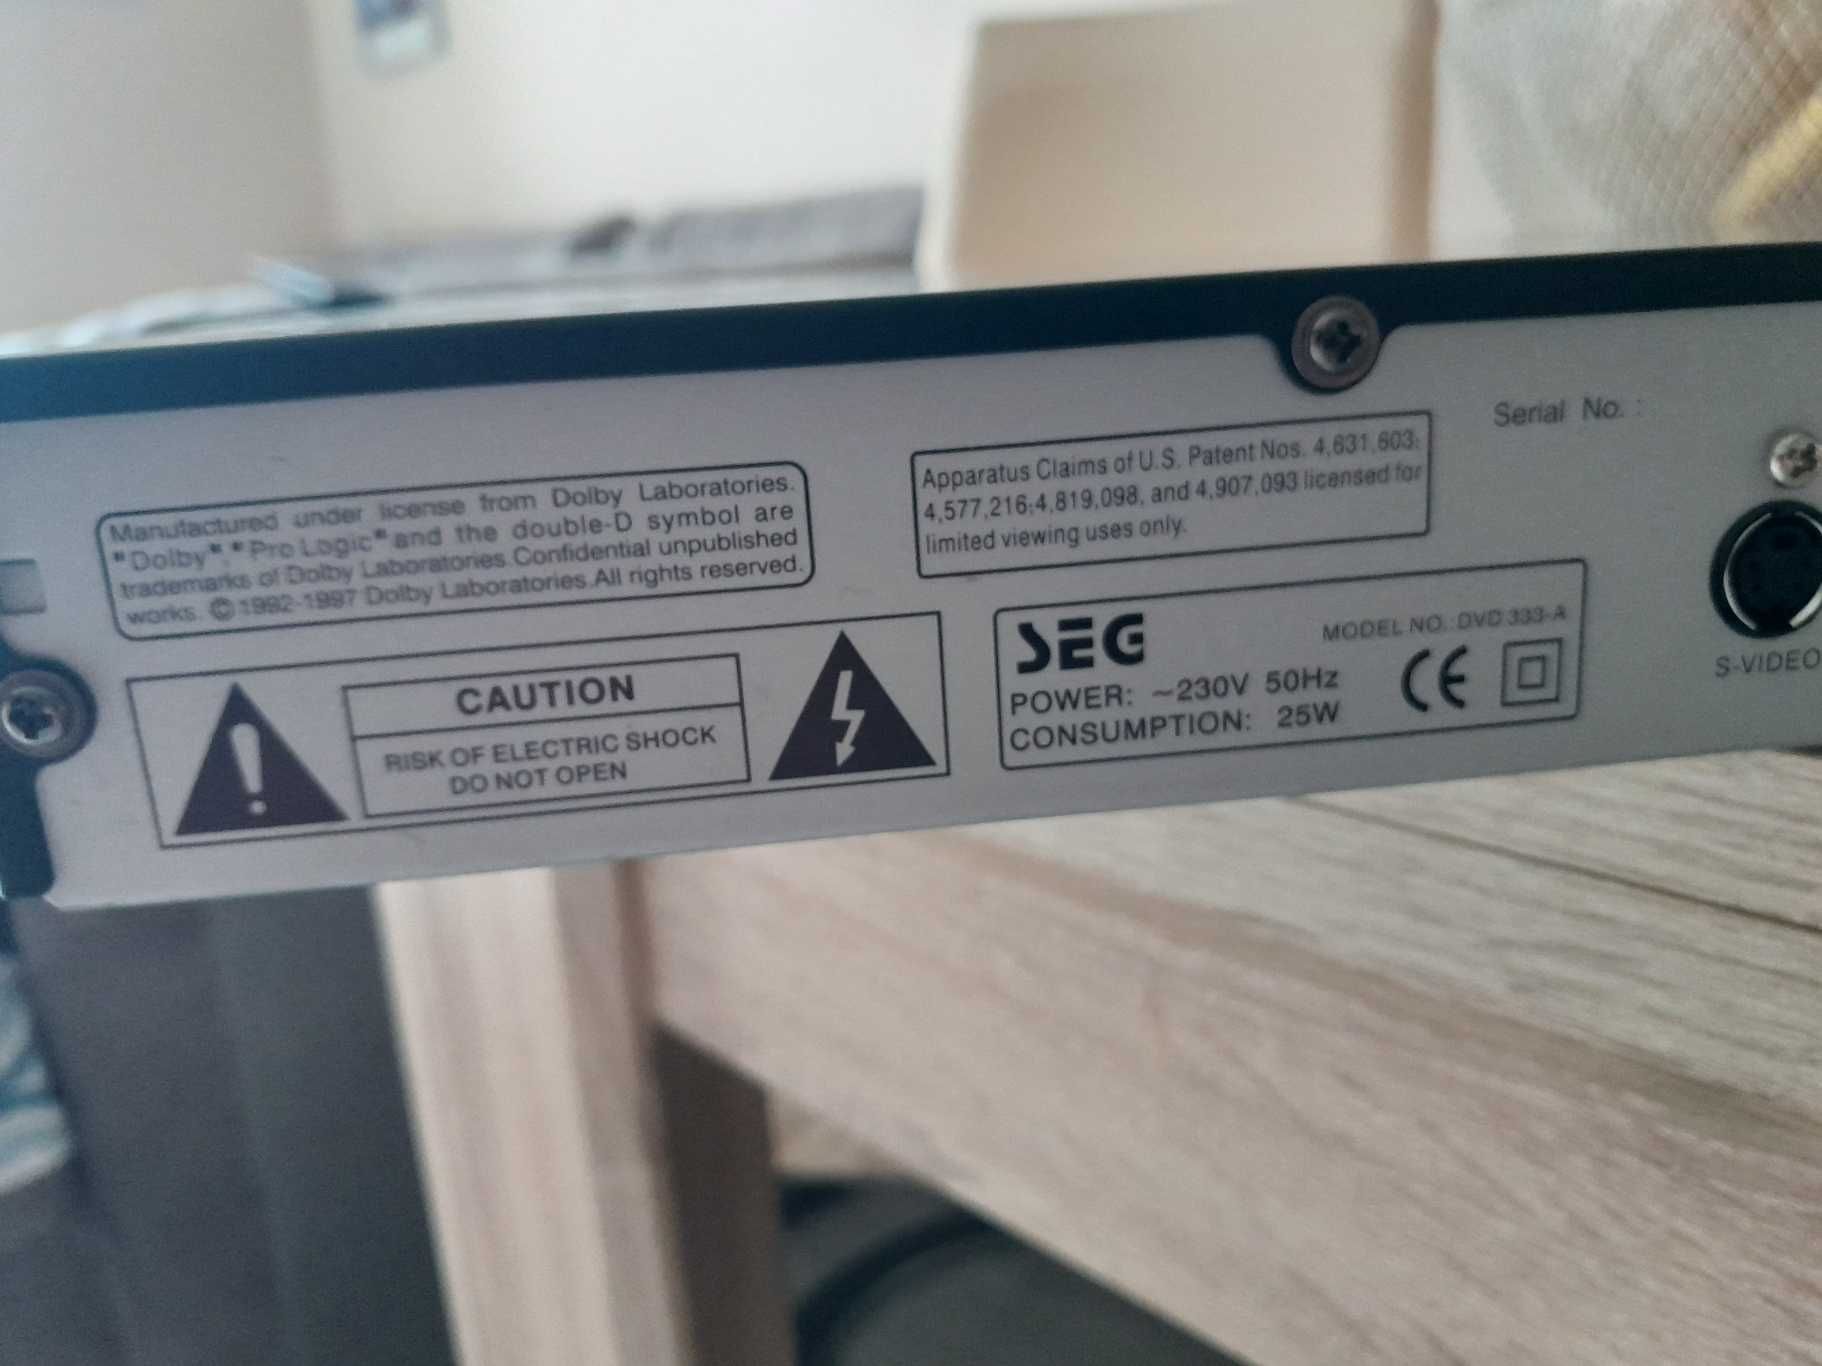 Manufactured under license from Dolby Laboratories.
"Dolby", "Pro Logic" and the double-D symbol are
trademarks of Dolby Laboratories.Confidential unpublished
works. © 1992-1997 Dolby Laboratories.All rights reserved.
Apparatus Claims of U.S. Patent Nos. 4,631,603;
4,577,216;4,819,098, and 4,907,093 licensed for
limited viewing uses only.
Serial No. :
CAUTION
RISK OF ELECTRIC SHOCK
DO NOT OPEN
SEG
MODEL NO.: DVD 333-A
POWER: ~230V 50Hz
CONSUMPTION: 25W
CE
S-VIDEO